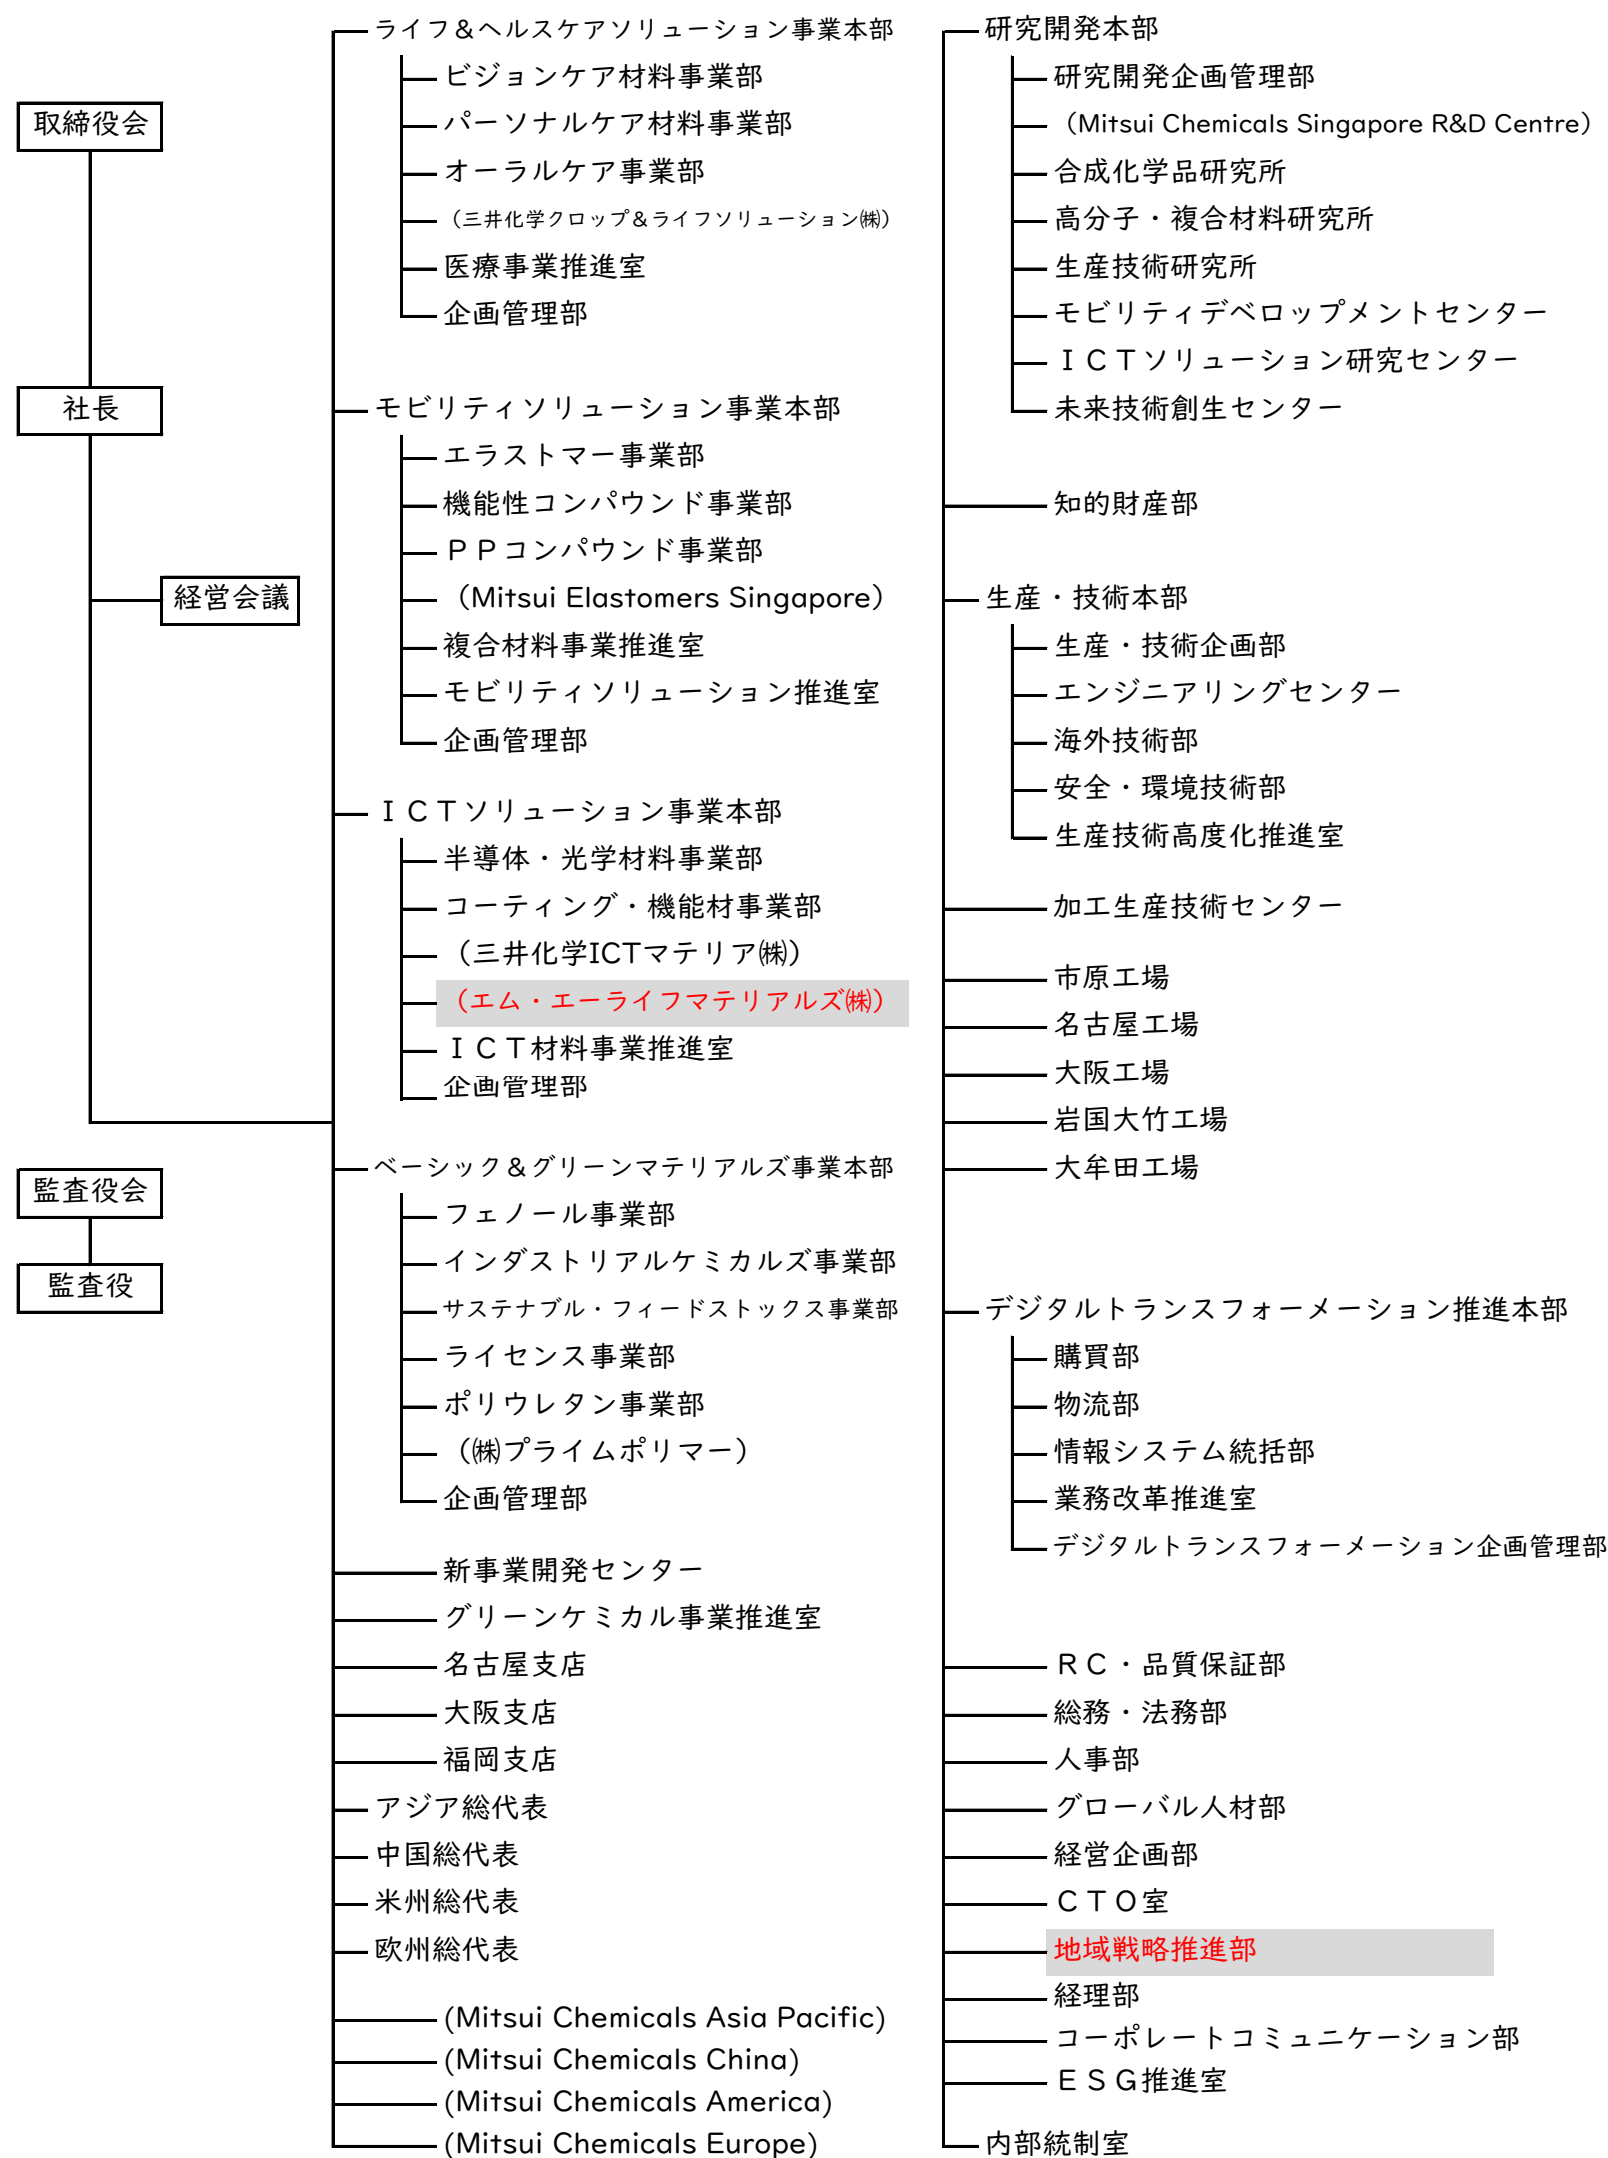 取締役会
社長
経営会議
監査役会
監査役
ライフ＆ヘルスケアソリューション事業本部
ビジョンケア材料事業部
パーソナルケア材料事業部
オーラルケア事業部
（三井化学クロップ＆ライフソリューション㈱）
医療事業推進室
企画管理部
モビリティソリューション事業本部
エラストマー事業部
機能性コンパウンド事業部
ＰＰコンパウンド事業部
（Mitsui Elastomers Singapore）
複合材料事業推進室
モビリティソリューション推進室
企画管理部
ＩＣＴソリューション事業本部
半導体・光学材料事業部
コーティング・機能材事業部
（三井化学ICTマテリア㈱）
（エム・エーライフマテリアルズ㈱）
ＩＣＴ材料事業推進室
企画管理部
ベーシック＆グリーンマテリアルズ事業本部
フェノール事業部
インダストリアルケミカルズ事業部
サステナブル・フィードストックス事業部
ライセンス事業部
ポリウレタン事業部
（㈱プライムポリマー）
企画管理部
新事業開発センター
グリーンケミカル事業推進室
名古屋支店
大阪支店
福岡支店
アジア総代表
中国総代表
米州総代表
欧州総代表
(Mitsui Chemicals Asia Pacific)
(Mitsui Chemicals China)
(Mitsui Chemicals America)
(Mitsui Chemicals Europe)
研究開発本部
研究開発企画管理部
（Mitsui Chemicals Singapore R&D Centre）
合成化学品研究所
高分子・複合材料研究所
生産技術研究所
モビリティデベロップメントセンター
ＩＣＴソリューション研究センター
未来技術創生センター
知的財産部
生産・技術本部
生産・技術企画部
エンジニアリングセンター
海外技術部
安全・環境技術部
生産技術高度化推進室
加工生産技術センター
市原工場
名古屋工場
大阪工場
岩国大竹工場
大牟田工場
デジタルトランスフォーメーション推進本部
購買部
物流部
情報システム統括部
業務改革推進室
デジタルトランスフォーメーション企画管理部
ＲＣ・品質保証部
総務・法務部
人事部
グローバル人材部
経営企画部
ＣＴＯ室
地域戦略推進部
経理部
コーポレートコミュニケーション部
ＥＳＧ推進室
内部統制室